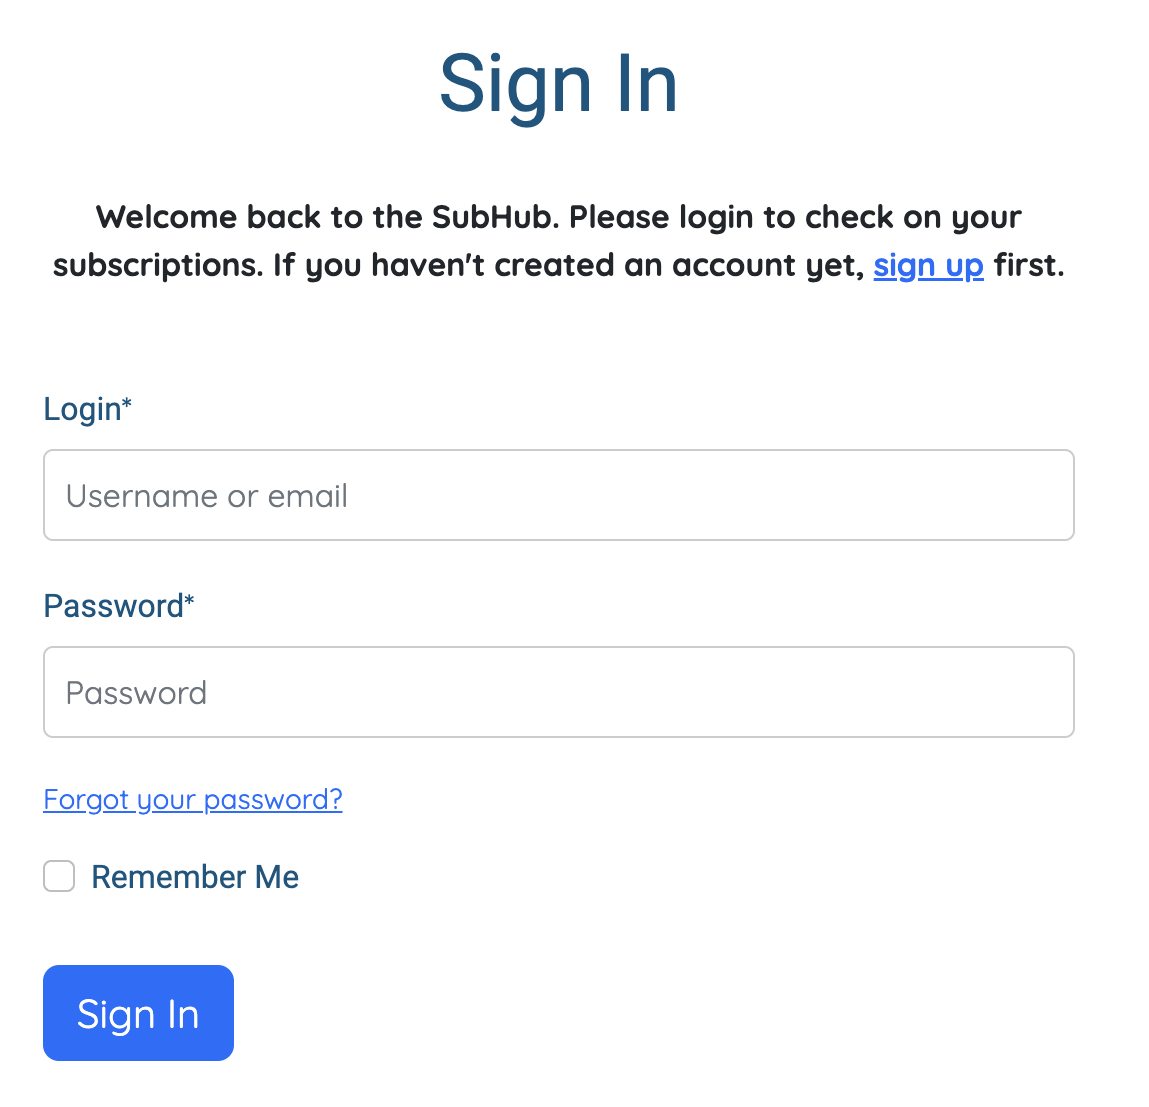 Sign In
Welcome back to the SubHub. Please login to check on your
subscriptions. If you haven't created an account yet, sign up first.
Login*
Username or email
Password*
Password
Forgot your password?
Remember Me
Sign In